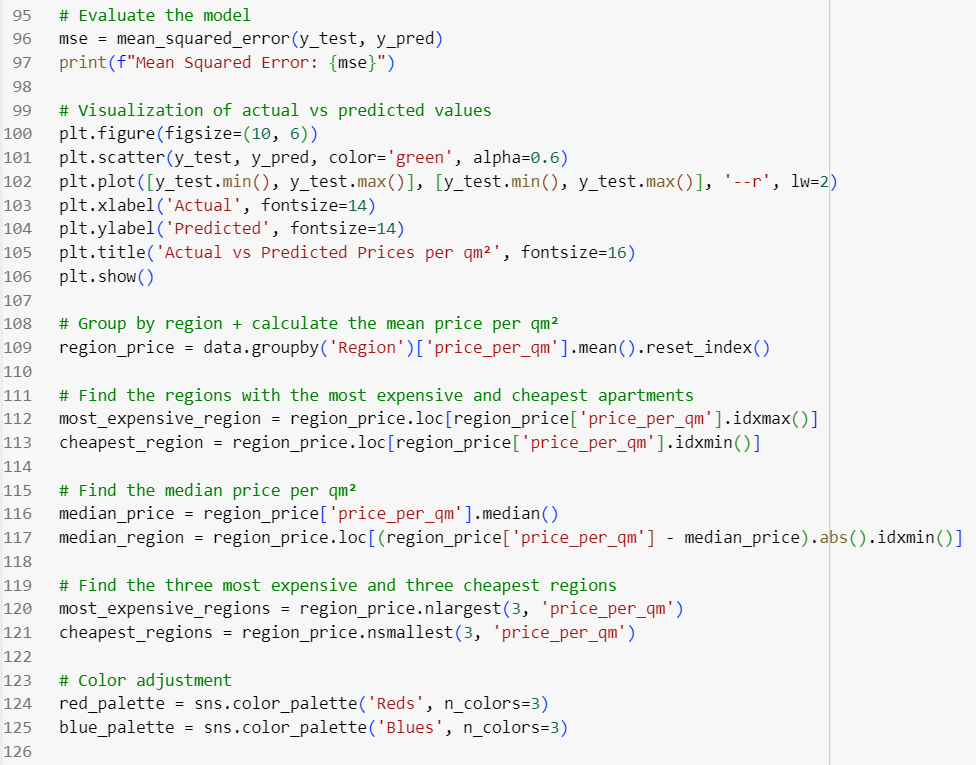 95 # Evaluate the model
96 mse = mean_squared_error(y_test, y_pred)
97 print(f"Mean Squared Error: {mse}")
98
99 # Visualization of actual vs predicted values
100 plt.figure(figsize=(10, 6))
101 plt.scatter(y_test, y_pred, color='green', alpha=0.6)
102 plt.plot([y_test.min(), y_test.max()], [y_test.min(), y_test.max()], '--r', lw=2)
103 plt.xlabel('Actual', fontsize=14)
104 plt.ylabel('Predicted', fontsize=14)
105 plt.title('Actual vs Predicted Prices per qm²', fontsize=16)
106 plt.show()
107
108 # Group by region + calculate the mean price per qm²
109 region_price = data.groupby('Region')['price_per_qm'].mean().reset_index()
110
111 # Find the regions with the most expensive and cheapest apartments
112 most_expensive_region = region_price.loc[region_price['price_per_qm'].idxmax()]
113 cheapest_region = region_price.loc[region_price['price_per_qm'].idxmin()]
114
115 # Find the median price per qm²
116 median_price = region_price['price_per_qm'].median()
117 median_region = region_price.loc[(region_price['price_per_qm'] - median_price).abs().idxmin()]
118
119 # Find the three most expensive and three cheapest regions
120 most_expensive_regions = region_price.nlargest(3, 'price_per_qm')
121 cheapest_regions = region_price.nsmallest(3, 'price_per_qm')
122
123 # Color adjustment
124 red_palette = sns.color_palette('Reds', n_colors=3)
125 blue_palette = sns.color_palette('Blues', n_colors=3)
126